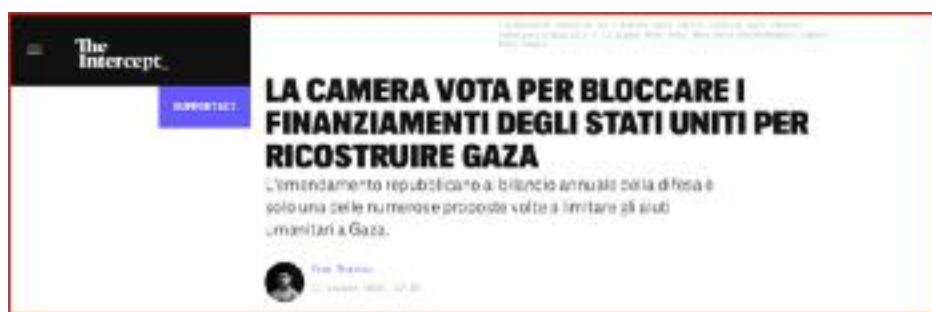 The
Intercept_
SUPPORTACI
LA CAMERA VOTA PER BLOCCARE I
FINANZIAMENTI DEGLI STATI UNITI PER
RICOSTRUIRE GAZA
L'emendamento repubblicano al bilancio annuale della difesa è
solo una delle numerose proposte volte a limitare gli aiuti
umanitari a Gaza.